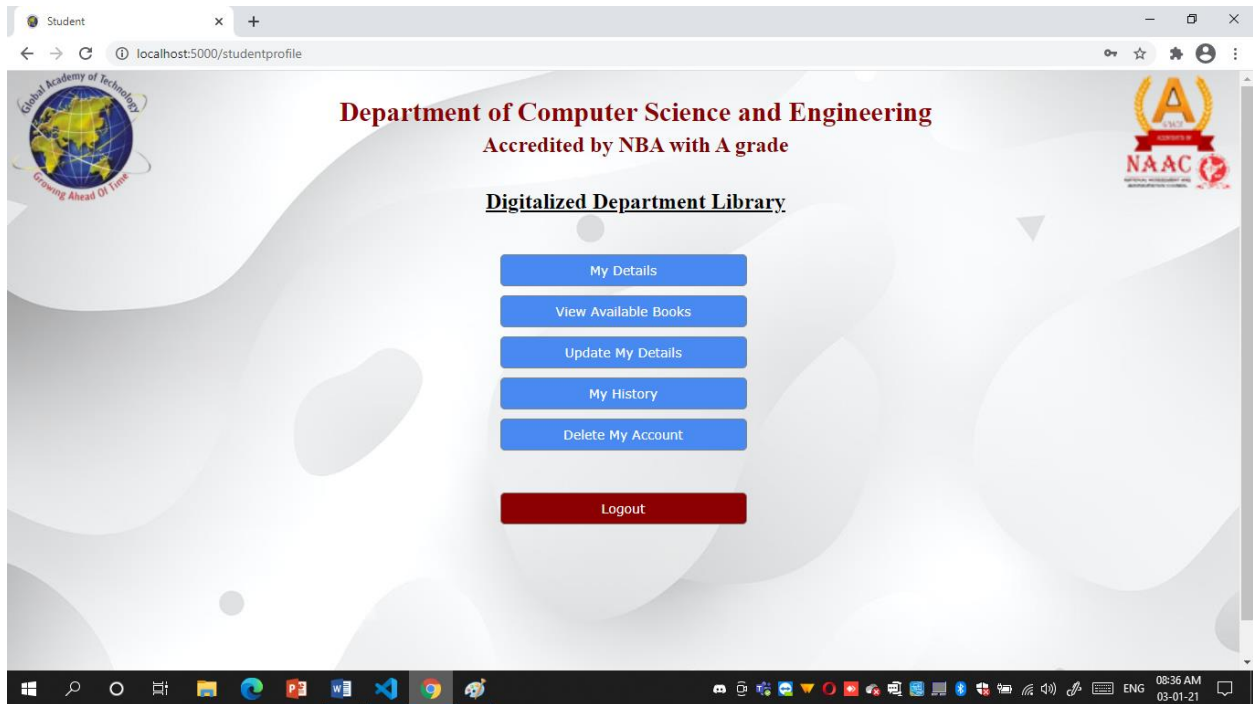 Student
localhost:5000/studentprofile
Global Academy of Technology
Growing Ahead Of Time
Department of Computer Science and Engineering
Accredited by NBA with A grade
NAAC
Digitalized Department Library
My Details
View Available Books
Update My Details
My History
Delete My Account
Logout
ENG
08:36 AM
03-01-21